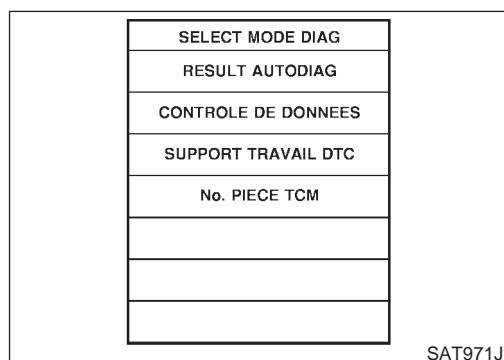 SELECT MODE DIAG
RESULT AUTODIAG
CONTROLE DE DONNEES
SUPPORT TRAVAIL DTC
No. PIECE TCM
SAT971J